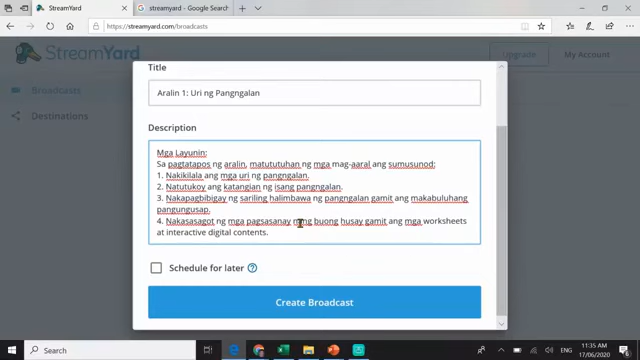 StreamYard
streamyard - Google Search
https://streamyard.com/broadcasts
StreamYard
Upgrade
My Account
Broadcasts
Destinations
Title
Aralin 1: Uri ng Pangngalan
Description
Mga Layunin:
Sa pagtatapos ng aralin, matututuhan ng mga mag-aaral ang sumusunod:
1. Nakikilala ang mga uri ng pangngalan.
2. Natutukoy ang katangian ng isang pangngalan.
3. Nakapagbibigay ng sariling halimbawa ng pangngalan gamit ang makabuluhang
pangungusap.
4. Nakasasagot ng mga pagsasanay nang buong husay gamit ang mga worksheets
at interactive digital contents.
Schedule for later
Create Broadcast
Search
ENG
11:35 AM
17/06/2020